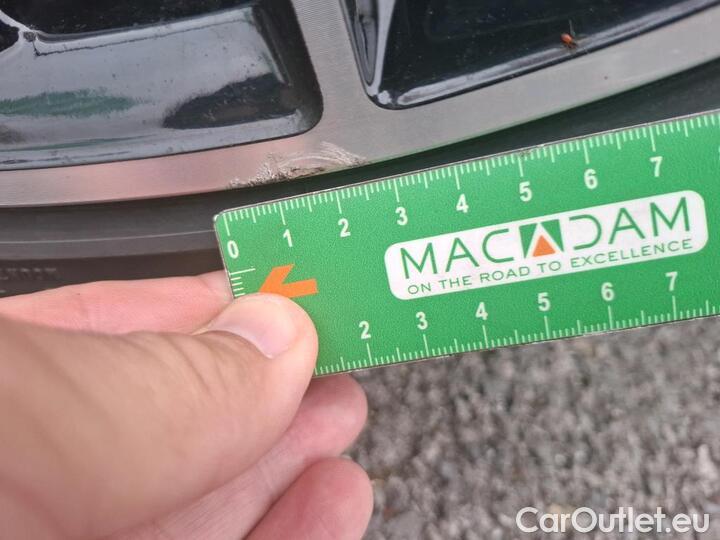 0 1 2 3 4 5 6 7
MACADAM
ON THE ROAD TO EXCELLENCE
2 3 4 5 6 7
CarOutlet.eu